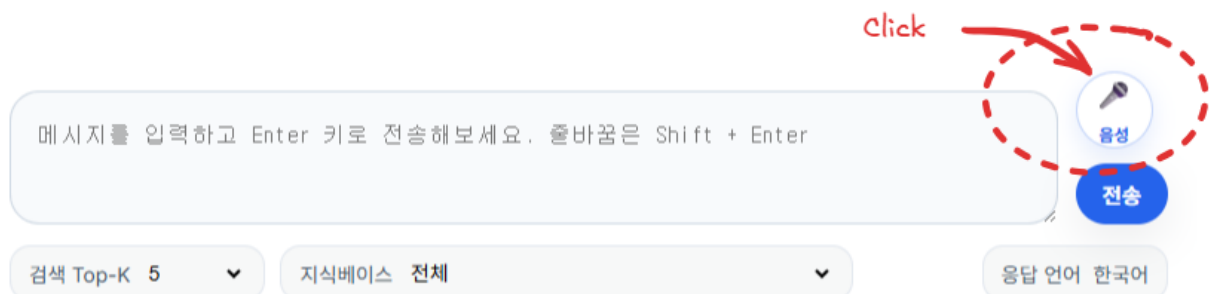 Click
음성
메시지를 입력하고 Enter 키로 전송해보세요. 줄바꿈은 Shift + Enter
전송
검색 Top-K 5
지식베이스 전체
응답 언어 한국어